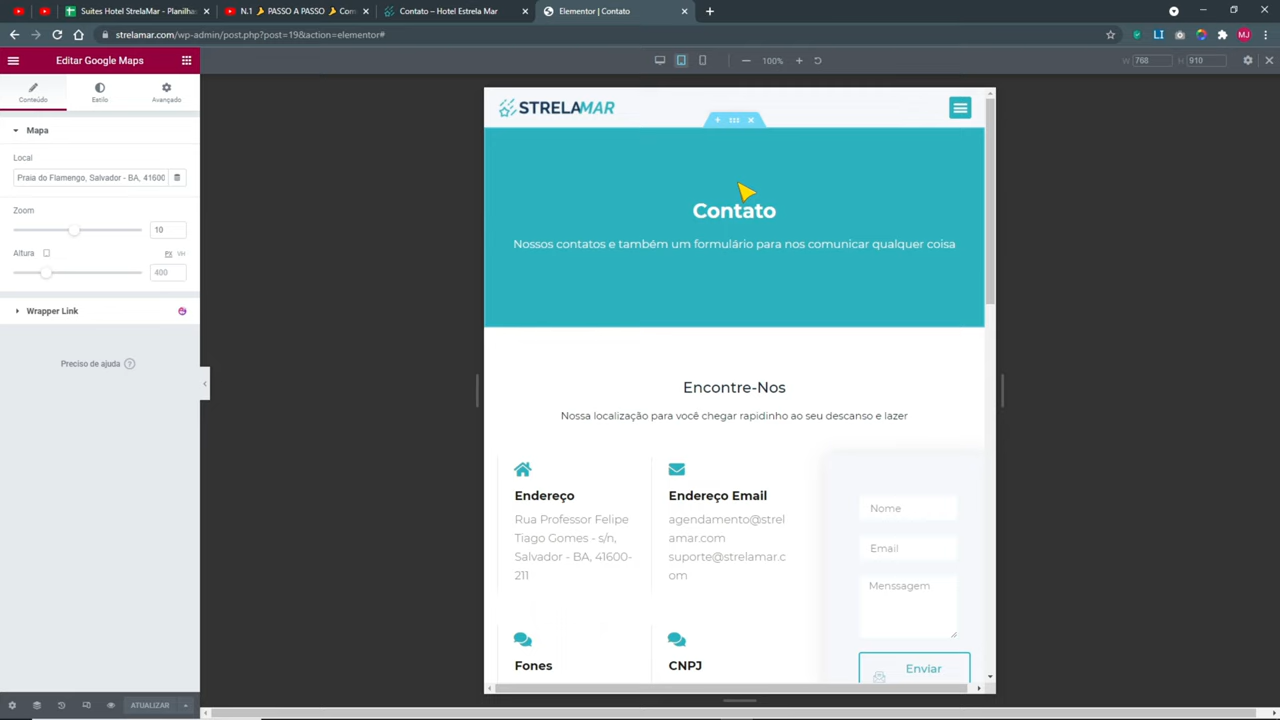 Suites Hotel StrelaMar - Planilha
N.1 PASSO A PASSO Com
Contato – Hotel Estrela Mar
Elementor | Contato
strelamar.com/wp-admin/post.php?post=19&action=elementor#
MJ
Editar Google Maps
100%
W 768
H 910
Conteúdo
Estilo
Avançado
Mapa
Local
Praia do Flamengo, Salvador - BA, 41600
Zoom
10
Altura
PX VH
400
Wrapper Link
Preciso de ajuda
ATUALIZAR
STRELAMAR
Contato
Nossos contatos e também um formulário para nos comunicar qualquer coisa
Encontre-Nos
Nossa localização para você chegar rapidinho ao seu descanso e lazer
Endereço
Rua Professor Felipe
Tiago Gomes - s/n,
Salvador - BA, 41600-
211
Endereço Email
agendamento@strel
amar.com
suporte@strelamar.c
om
Fones
CNPJ
Nome
Email
Menssagem
Enviar